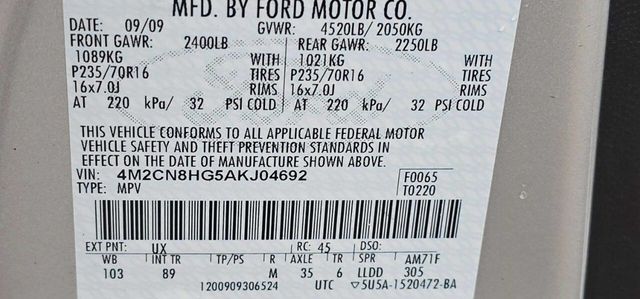 MFD. BY FORD MOTOR CO.
DATE: 09/09 GVWR: 4520LB/ 2050KG
FRONT GAWR: 2400LB REAR GAWR: 2250LB
1089KG WITH 1021KG WITH
P235/70R16 TIRES P235/70R16 TIRES
16x7.0J RIMS 16x7.0J RIMS
AT 220 kPa/ 32 PSI COLD AT 220 kPa/ 32 PSI COLD
Ford
THIS VEHICLE CONFORMS TO ALL APPLICABLE FEDERAL MOTOR
VEHICLE SAFETY AND THEFT PREVENTION STANDARDS IN
EFFECT ON THE DATE OF MANUFACTURE SHOWN ABOVE.
VIN: 4M2CN8HG5AKJ04692 F0065
TYPE: MPV T0220
EXT PNT: UX RC: 45 DSO:
WB INT TR TP/PS R AXLE TR SPR AM71F
103 89 M 35 6 LLDD 305
1200909306524 UTC ▽5U5A-1520472-BA